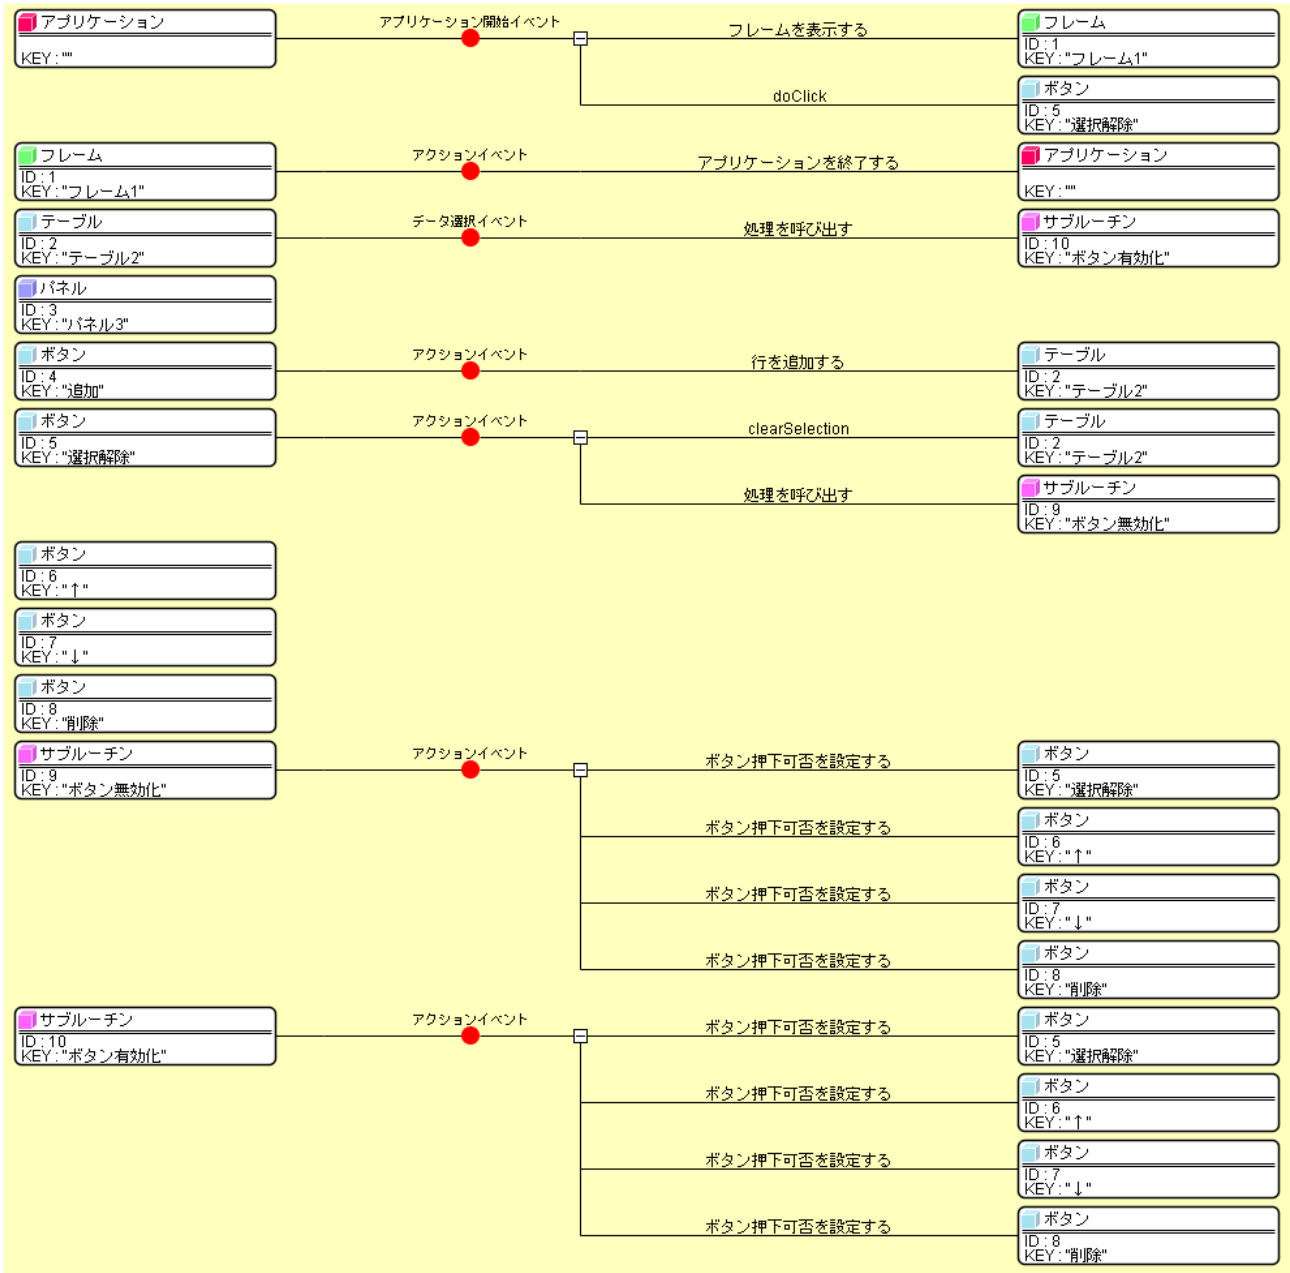 アプリケーション
KEY : ""
アプリケーション開始イベント
フレームを表示する
フレーム
ID : 1
KEY : "フレーム1"
doClick
ボタン
ID : 5
KEY : "選択解除"
フレーム
ID : 1
KEY : "フレーム1"
アクションイベント
アプリケーションを終了する
アプリケーション
KEY : ""
テーブル
ID : 2
KEY : "テーブル2"
データ選択イベント
処理を呼び出す
サブルーチン
ID : 10
KEY : "ボタン有効化"
パネル
ID : 3
KEY : "パネル3"
ボタン
ID : 4
KEY : "追加"
アクションイベント
行を追加する
テーブル
ID : 2
KEY : "テーブル2"
ボタン
ID : 5
KEY : "選択解除"
アクションイベント
clearSelection
テーブル
ID : 2
KEY : "テーブル2"
処理を呼び出す
サブルーチン
ID : 9
KEY : "ボタン無効化"
ボタン
ID : 6
KEY : "↑"
ボタン
ID : 7
KEY : "↓"
ボタン
ID : 8
KEY : "削除"
サブルーチン
ID : 9
KEY : "ボタン無効化"
アクションイベント
ボタン押下可否を設定する
ボタン
ID : 5
KEY : "選択解除"
ボタン押下可否を設定する
ボタン
ID : 6
KEY : "↑"
ボタン押下可否を設定する
ボタン
ID : 7
KEY : "↓"
ボタン押下可否を設定する
ボタン
ID : 8
KEY : "削除"
サブルーチン
ID : 10
KEY : "ボタン有効化"
アクションイベント
ボタン押下可否を設定する
ボタン
ID : 5
KEY : "選択解除"
ボタン押下可否を設定する
ボタン
ID : 6
KEY : "↑"
ボタン押下可否を設定する
ボタン
ID : 7
KEY : "↓"
ボタン押下可否を設定する
ボタン
ID : 8
KEY : "削除"